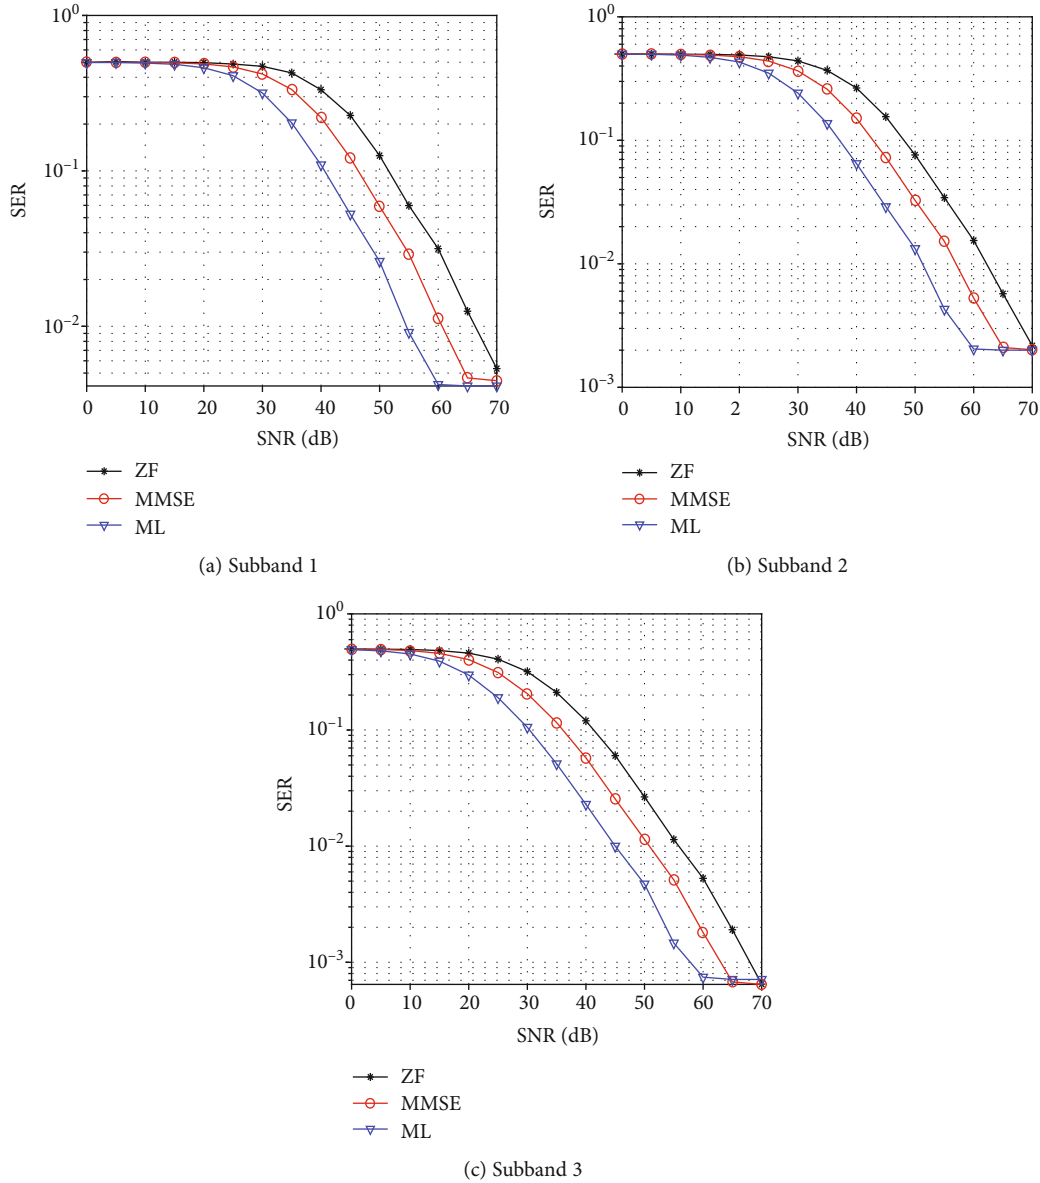 10^0
10^-1
10^-2
SER
0 10 20 30 40 50 60 70
SNR (dB)
ZF
MMSE
ML
(a) Subband 1
10^0
10^-1
10^-2
10^-3
SER
0 10 2 30 40 50 60 70
SNR (dB)
ZF
MMSE
ML
(b) Subband 2
10^0
10^-1
10^-2
10^-3
SER
0 10 20 30 40 50 60 70
SNR (dB)
ZF
MMSE
ML
(c) Subband 3